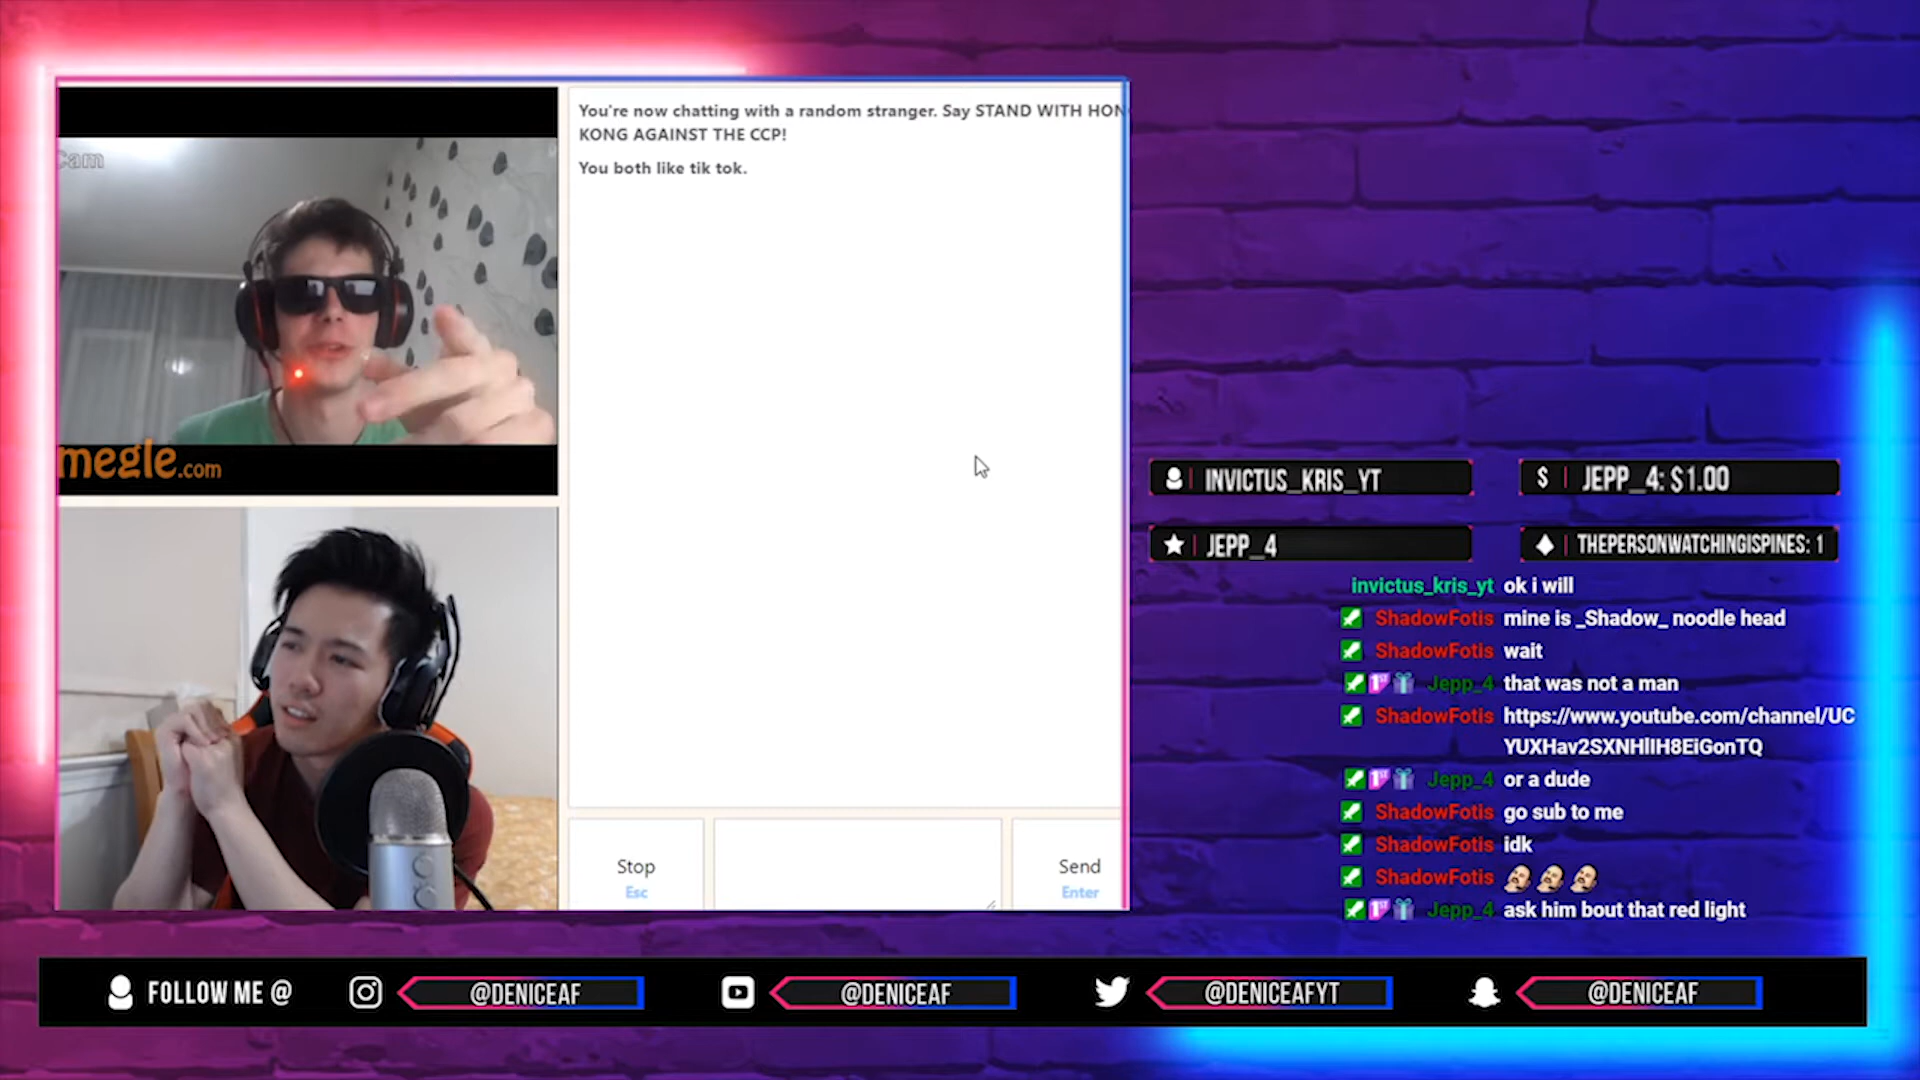 You're now chatting with a random stranger. Say STAND WITH HON
KONG AGAINST THE CCP!
You both like tik tok.
Cam
megle.com
Stop
Esc
Send
Enter
INVICTUS_KRIS_YT
$ JEPP_4: $1.00
JEPP_4
THEPERSONWATCHINGISPINES: 1
invictus_kris_yt ok i will
ShadowFotis mine is _Shadow_ noodle head
ShadowFotis wait
Jepp_4 that was not a man
ShadowFotis https://www.youtube.com/channel/UC
YUXHav2SXNHlIH8EiGonTQ
Jepp_4 or a dude
ShadowFotis go sub to me
ShadowFotis idk
ShadowFotis
Jepp_4 ask him bout that red light
FOLLOW ME @
@DENICEAF
@DENICEAF
@DENICEAFYT
@DENICEAF